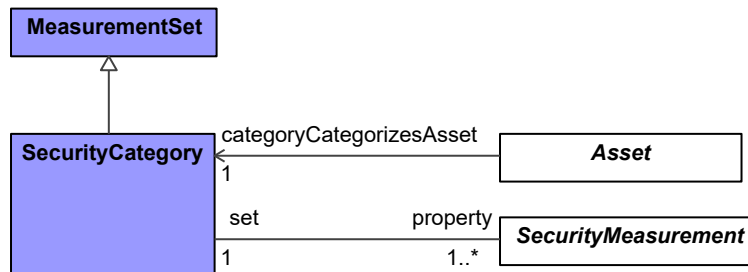 MeasurementSet
SecurityCategory
categoryCategorizesAsset
1
Asset
set
property
1
1..*
SecurityMeasurement